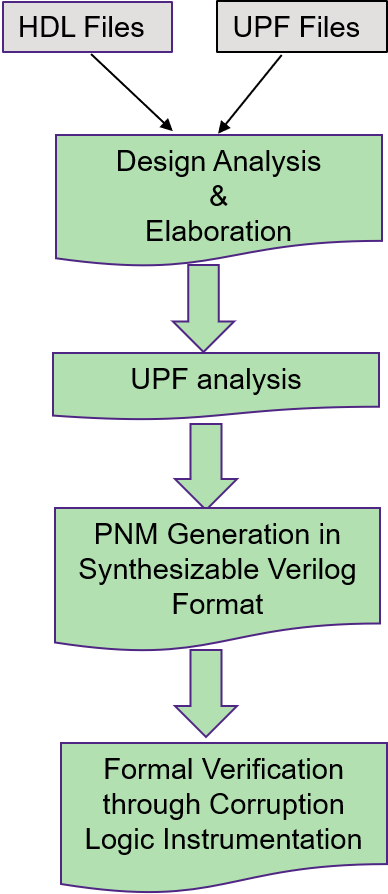 HDL Files
UPF Files
Design Analysis
&
Elaboration
UPF analysis
PNM Generation in
Synthesizable Verilog
Format
Formal Verification
through Corruption
Logic Instrumentation